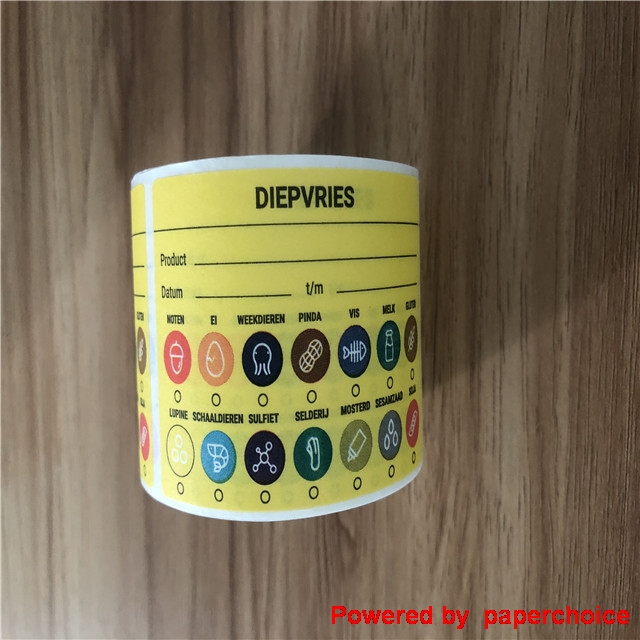 DIEPVRIES
Product
Datum t/m
NOTEN EI WEEKDIEREN PINDA VIS MELK GLUTEN
LUPINE SCHAALDIEREN SULFIET SELDERIJ MOSTERD SESAMZAAD SOJA
Powered by paperchoice